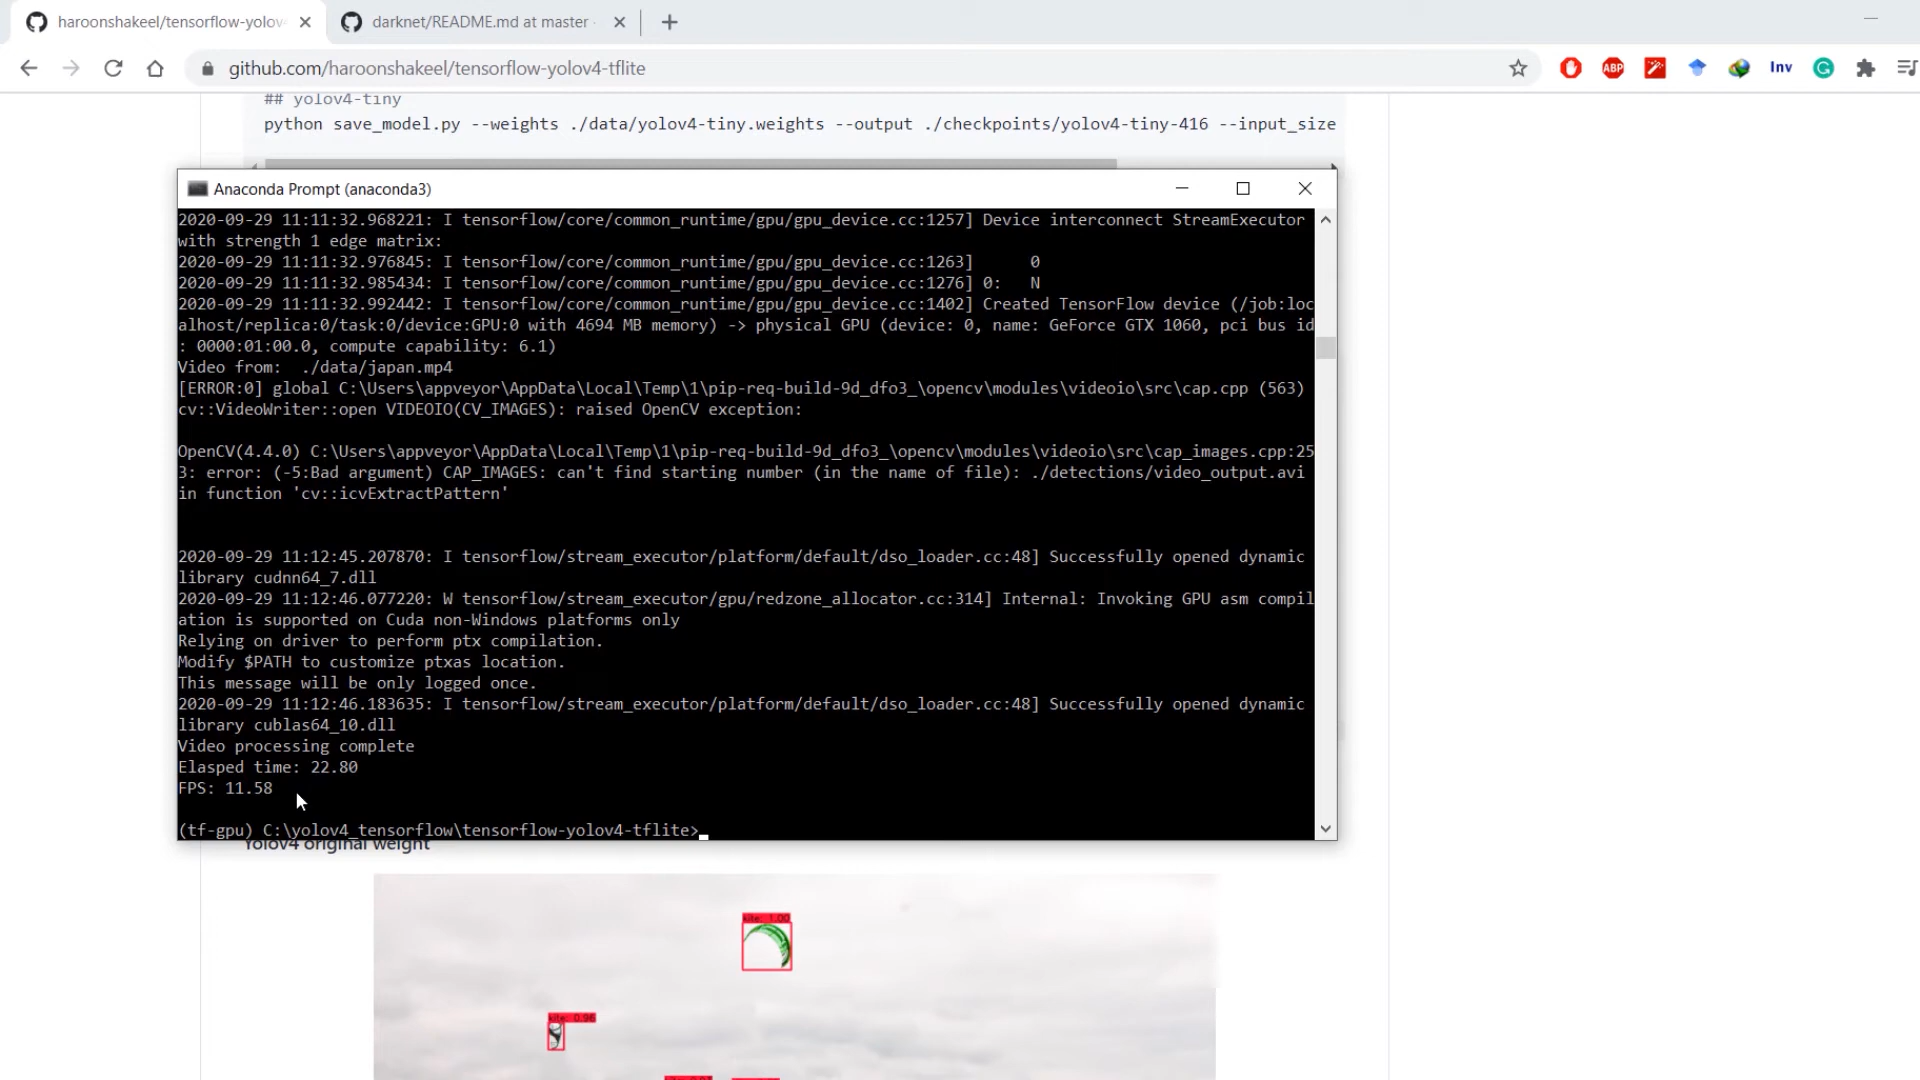 haroonshakeel/tensorflow-yolov
darknet/README.md at master
github.com/haroonshakeel/tensorflow-yolov4-tflite
ABP
Inv
## yolov4-tiny
python save_model.py --weights ./data/yolov4-tiny.weights --output ./checkpoints/yolov4-tiny-416 --input_size
Anaconda Prompt (anaconda3)
2020-09-29 11:11:32.968221: I tensorflow/core/common_runtime/gpu/gpu_device.cc:1257] Device interconnect StreamExecutor
with strength 1 edge matrix:
2020-09-29 11:11:32.976845: I tensorflow/core/common_runtime/gpu/gpu_device.cc:1263]      0
2020-09-29 11:11:32.985434: I tensorflow/core/common_runtime/gpu/gpu_device.cc:1276] 0:   N
2020-09-29 11:11:32.992442: I tensorflow/core/common_runtime/gpu/gpu_device.cc:1402] Created TensorFlow device (/job:loc
alhost/replica:0/task:0/device:GPU:0 with 4694 MB memory) -> physical GPU (device: 0, name: GeForce GTX 1060, pci bus id
: 0000:01:00.0, compute capability: 6.1)
Video from:  ./data/japan.mp4
[ERROR:0] global C:\Users\appveyor\AppData\Local\Temp\1\pip-req-build-9d_dfo3_\opencv\modules\videoio\src\cap.cpp (563)
cv::VideoWriter::open VIDEOIO(CV_IMAGES): raised OpenCV exception:
OpenCV(4.4.0) C:\Users\appveyor\AppData\Local\Temp\1\pip-req-build-9d_dfo3_\opencv\modules\videoio\src\cap_images.cpp:25
3: error: (-5:Bad argument) CAP_IMAGES: can't find starting number (in the name of file): ./detections/video_output.avi
in function 'cv::icvExtractPattern'
2020-09-29 11:12:45.207870: I tensorflow/stream_executor/platform/default/dso_loader.cc:48] Successfully opened dynamic
library cudnn64_7.dll
2020-09-29 11:12:46.077220: W tensorflow/stream_executor/gpu/redzone_allocator.cc:314] Internal: Invoking GPU asm compil
ation is supported on Cuda non-Windows platforms only
Relying on driver to perform ptx compilation.
Modify $PATH to customize ptxas location.
This message will be only logged once.
2020-09-29 11:12:46.183635: I tensorflow/stream_executor/platform/default/dso_loader.cc:48] Successfully opened dynamic
library cublas64_10.dll
Video processing complete
Elasped time: 22.80
FPS: 11.58
(tf-gpu) C:\yolov4_tensorflow\tensorflow-yolov4-tflite>
Yolov4 original weight
kite: 1.00
kite: 0.96